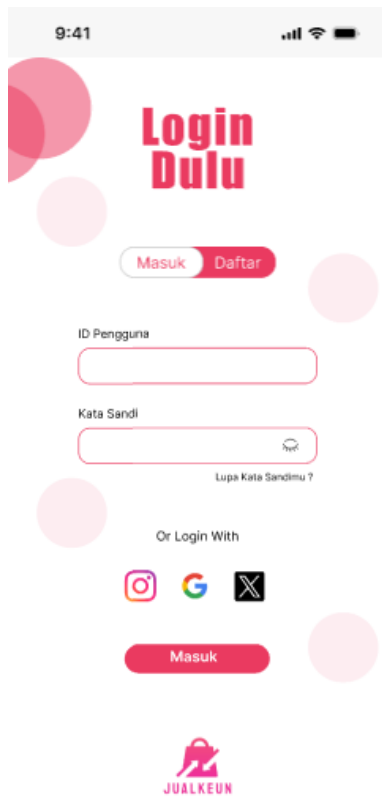 9:41
Login
Dulu
Masuk Daftar
ID Pengguna
Kata Sandi
Lupa Kata Sandimu ?
Or Login With
Masuk
JUALKEUN